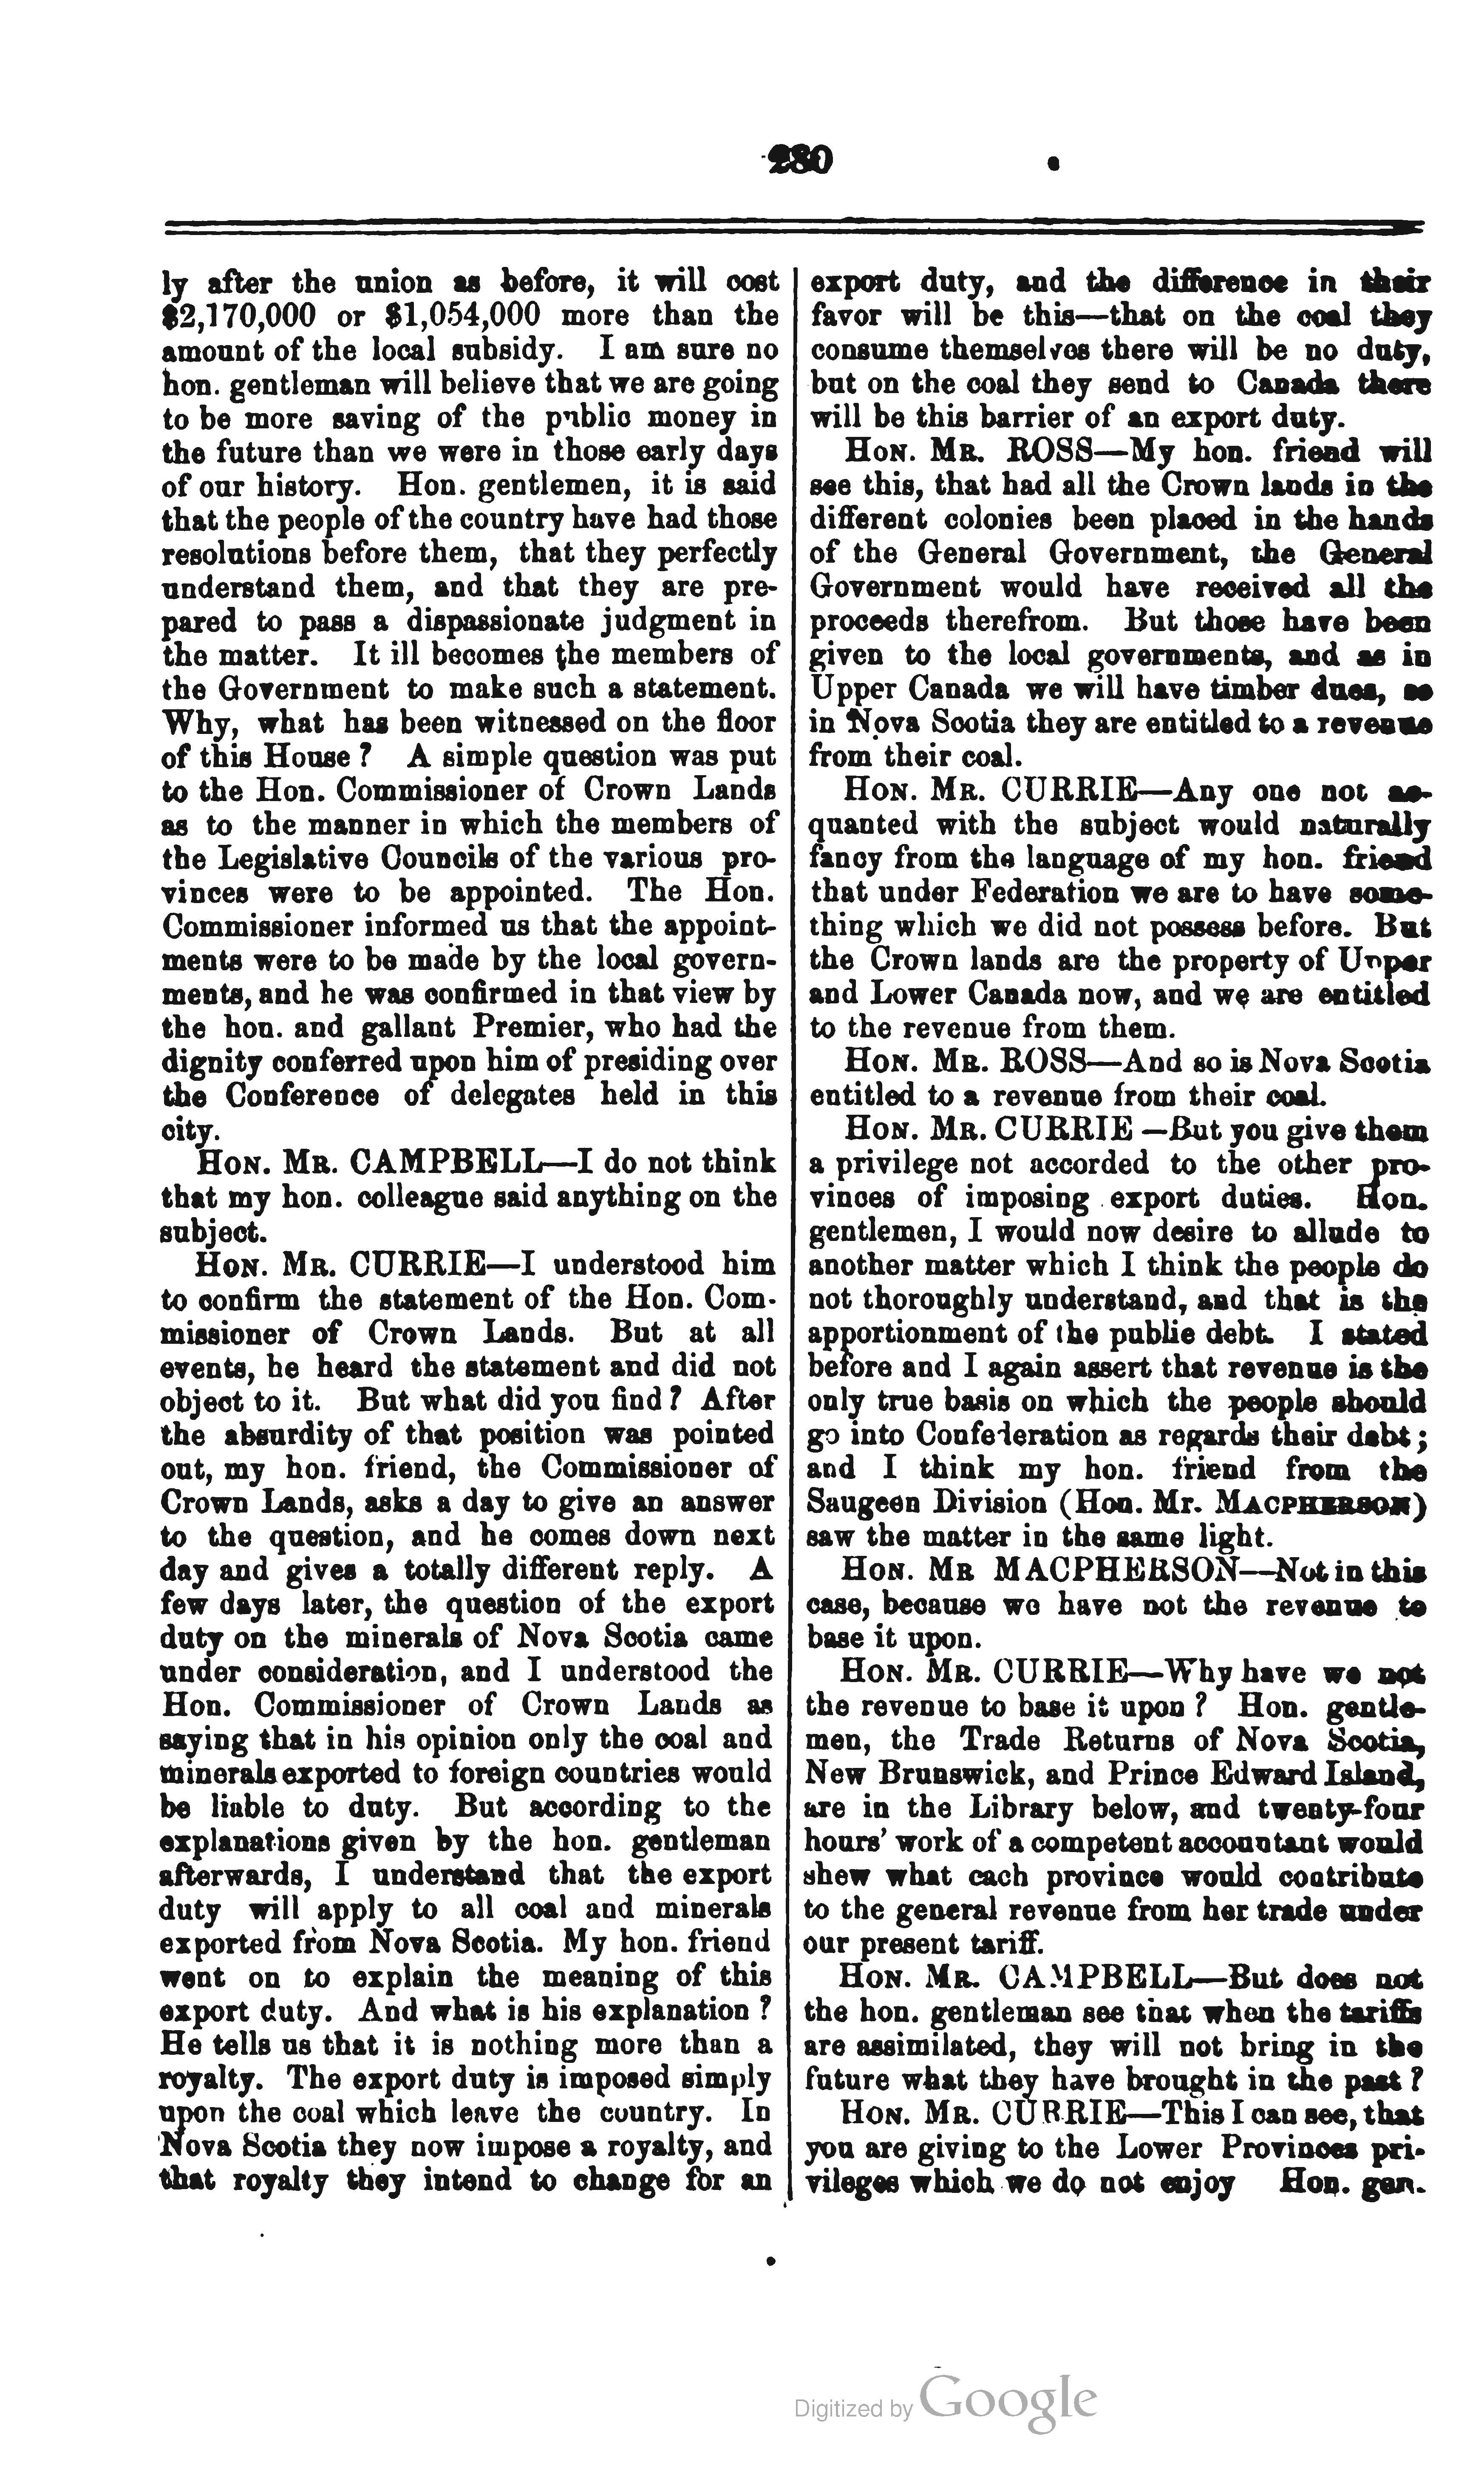 280
ly after the union as before, it will cost
$2,170,000 or $1,054,000 more than the
amount of the local subsidy. I am sure no
hon. gentleman will believe that we are going
to be more saving of the public money in
the future than we were in those early days
of our history. Hon. gentlemen, it is said
that the people of the country have had those
resolutions before them, that they perfectly
understand them, and that they are pre-
pared to pass a dispassionate judgment in
the matter. It ill becomes the members of
the Government to make such a statement.
Why, what has been witnessed on the floor
of this House ? A simple question was put
to the Hon. Commissioner of Crown Lands
as to the manner in which the members of
the Legislative Councils of the various pro-
vinces were to be appointed. The Hon.
Commissioner informed us that the appoint-
ments were to be made by the local govern-
ments, and he was confirmed in that view by
the hon. and gallant Premier, who had the
dignity conferred upon him of presiding over
the Conference of delegates held in this
city.
HON. MR. CAMPBELL—I do not think
that my hon. colleague said anything on the
subject.
HON. MR. CURRIE—I understood him
to confirm the statement of the Hon. Com-
missioner of Crown Lands. But at all
events, he heard the statement and did not
object to it. But what did you find ? After
the absurdity of that position was pointed
out, my hon. friend, the Commissioner of
Crown Lands, asks a day to give an answer
to the question, and he comes down next
day and gives a totally different reply. A
few days later, the question of the export
duty on the minerals of Nova Scotia came
under consideration, and I understood the
Hon. Commissioner of Crown Lands as
saying that in his opinion only the coal and
minerals exported to foreign countries would
be liable to duty. But according to the
explanations given by the hon. gentleman
afterwards, I understand that the export
duty will apply to all coal and minerals
exported from Nova Scotia. My hon. friend
went on to explain the meaning of this
export duty. And what is his explanation ?
He tells us that it is nothing more than a
royalty. The export duty is imposed simply
upon the coal which leave the country. In
Nova Scotia they now impose a royalty, and
that royalty they intend to change for an
export duty, and the difference in their
favor will be this—that on the coal they
consume themselves there will be no duty,
but on the coal they send to Canada there
will be this barrier of an export duty.
HON. MR. ROSS—My hon. friend will
see this, that had all the Crown lands in the
different colonies been placed in the hands
of the General Government, the General
Government would have received all the
proceeds therefrom. But those have been
given to the local governments, and as in
Upper Canada we will have timber dues, so
in Nova Scotia they are entitled to a revenue
from their coal.
HON. MR. CURRIE—Any one not ac-
quanted with the subject would naturally
fancy from the language of my hon. friend
that under Federation we are to have some-
thing which we did not possess before. But
the Crown lands are the property of Upper
and Lower Canada now, and we are entitled
to the revenue from them.
HON. MR. ROSS—And so is Nova Scotia
entitled to a revenue from their coal.
HON. MR. CURRIE—But you give them
a privilege not accorded to the other pro-
vinces of imposing export duties. Hon.
gentlemen, I would now desire to allude to
another matter which I think the people do
not thoroughly understand, and that is the
apportionment of the public debt. I stated
before and I again assert that revenue is the
only true basis on which the people should
go into Confederation as regards their debt ;
and I think my hon. friend from the
Saugeen Division (Hon. Mr. MACPHERSON)
saw the matter in the same light.
HON. MR MACPHERSON—Not in this
case, because we have not the revenue to
base it upon.
HON. MR. CURRIE—Why have we not
the revenue to base it upon ? Hon. gentle-
men, the Trade Returns of Nova Scotia,
New Brunswick, and Prince Edward Island,
are in the Library below, and twenty-four
hours' work of a competent accountant would
shew what each province would contribute
to the general revenue from her trade under
our present tariff.
HON. MR. CAMPBELL—But does not
the hon. gentleman see that when the tariffs
are assimilated, they will not bring in the
future what they have brought in the past ?
HON. MR. CURRIE—This I can see, that
you are giving to the Lower Provinces pri-
vileges which we do not enjoy Hon. gen-
Digitized by Google